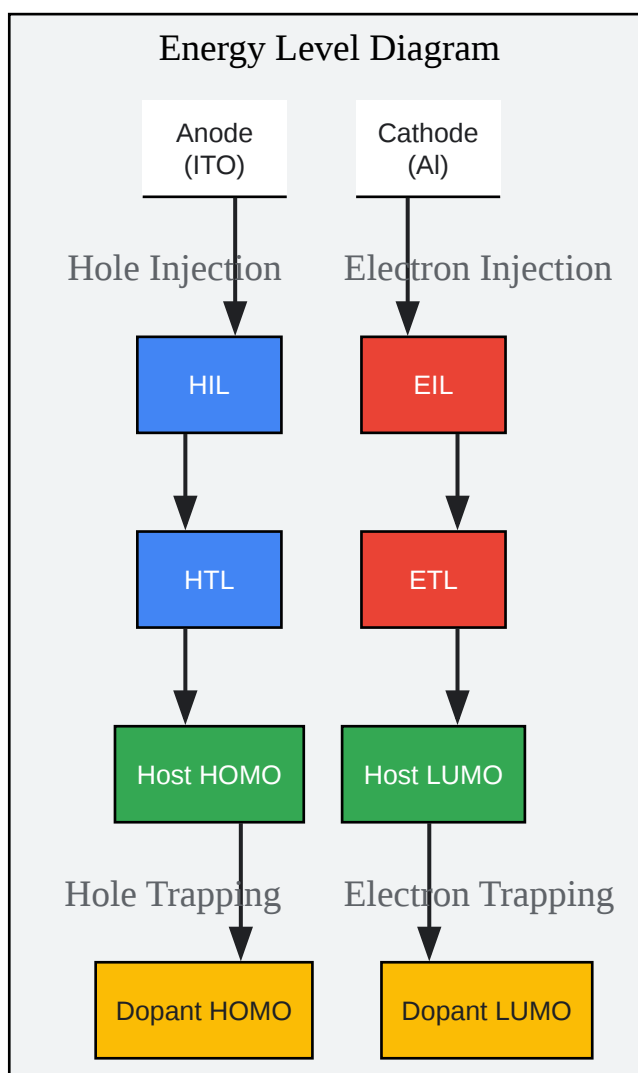 Energy Level Diagram
Anode
(ITO)
Cathode
(Al)
Hole Injection
Electron Injection
HIL
EIL
HTL
ETL
Host HOMO
Host LUMO
Hole Trapping
Electron Trapping
Dopant HOMO
Dopant LUMO